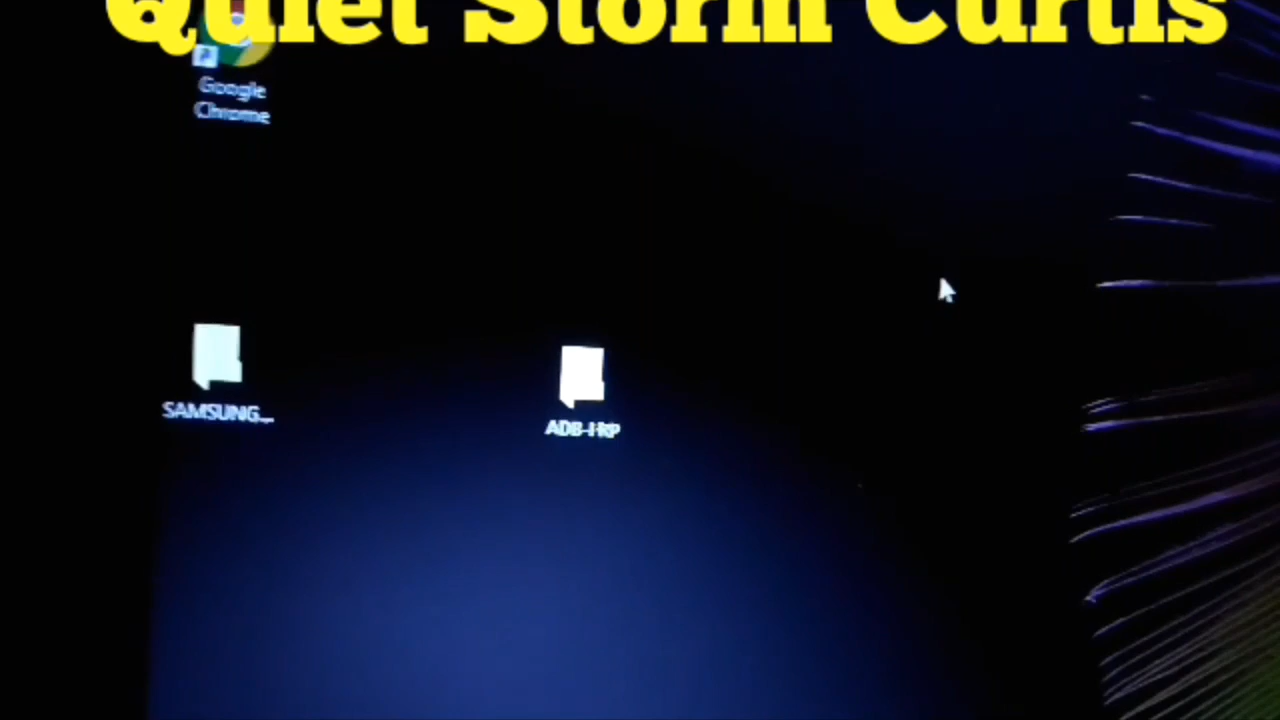 Quiet Storm Curtis
Google
Chrome
SAMSUNG...
ADB-FRP